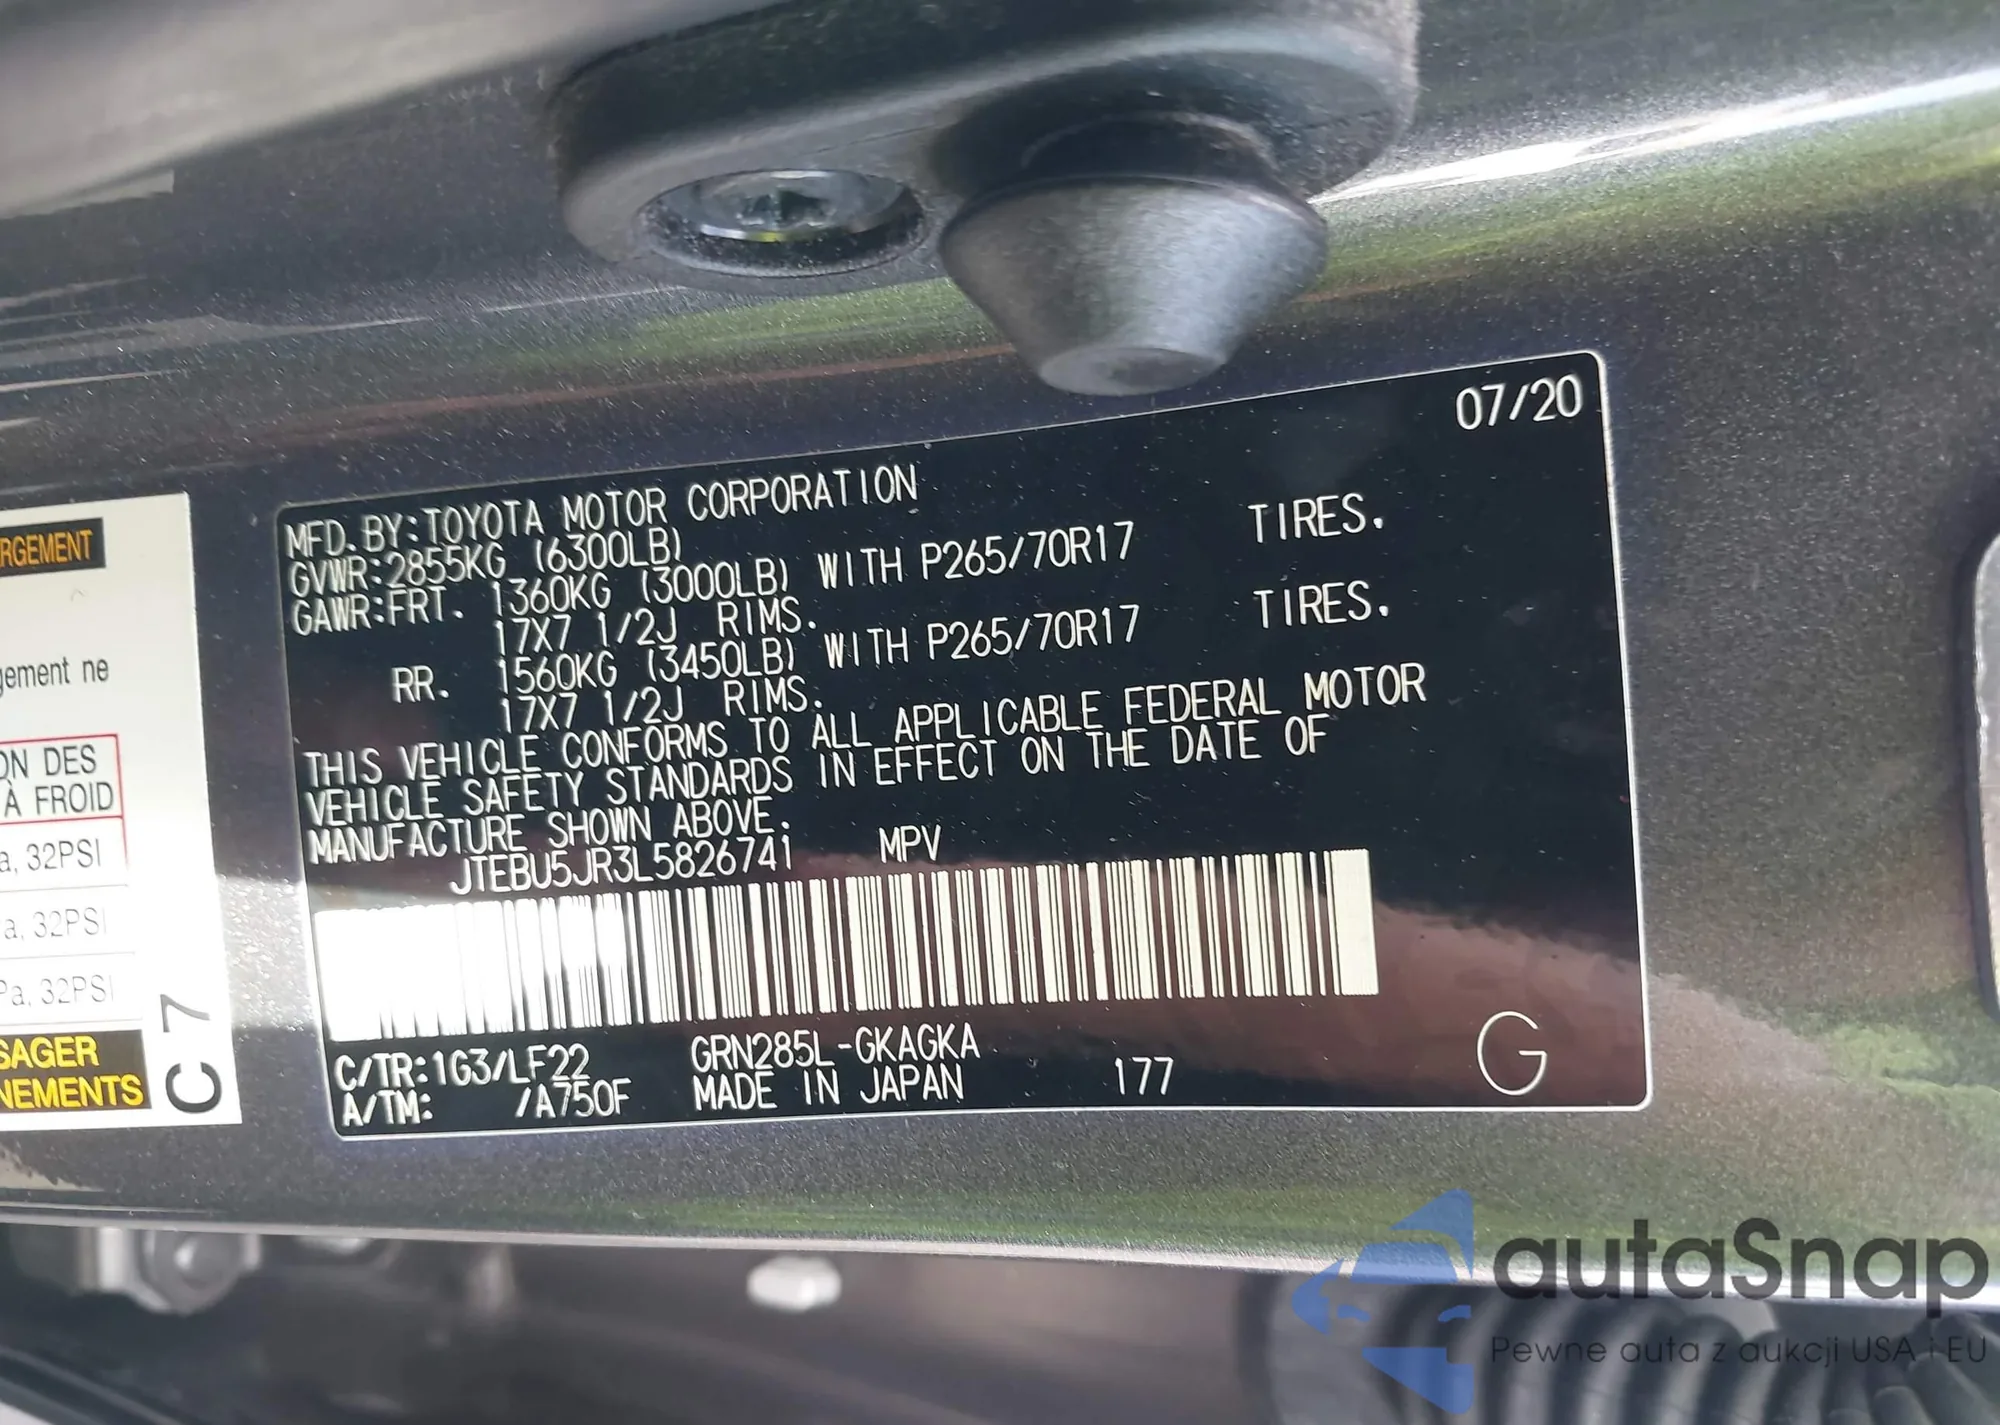 07/20
MFD. BY:TOYOTA MOTOR CORPORATION
GVWR:2855KG (6300LB)
GAWR:FRT. 1360KG (3000LB) WITH P265/70R17 TIRES.
17X7 1/2J RIMS.
RR. 1560KG (3450LB) WITH P265/70R17 TIRES.
17X7 1/2J RIMS.
THIS VEHICLE CONFORMS TO ALL APPLICABLE FEDERAL MOTOR
VEHICLE SAFETY STANDARDS IN EFFECT ON THE DATE OF
MANUFACTURE SHOWN ABOVE.
JTEBU5JR3L5826741 MPV
C/TR:1G3/LF22 GRN285L-GKAGKA
A/TM: /A750F MADE IN JAPAN 177 G
RGEMENT
gement ne
ON DES
À FROID
a, 32PSI
a, 32PSI
Pa, 32PSI
SAGER
NEMENTS
C7
autaSnap
Pewne auta z aukcji USA i EU